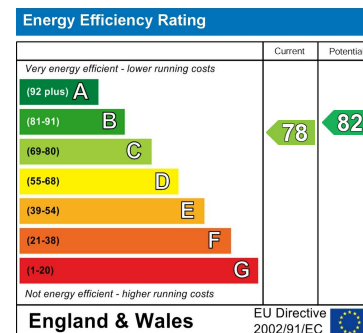 Energy Efficiency Rating
Current Potential
Very energy efficient - lower running costs
(92 plus) A
(81-91) B
(69-80) C
(55-68) D
(39-54) E
(21-38) F
(1-20) G
78
82
Not energy efficient - higher running costs
England & Wales
EU Directive
2002/91/EC